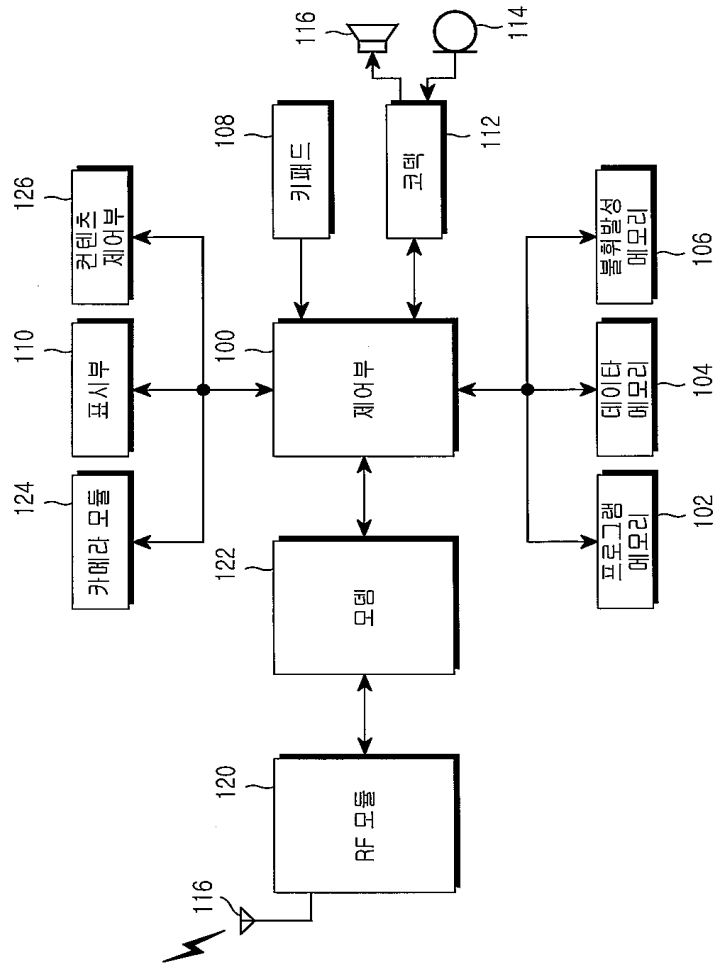 124
110
126
카메라 모듈
표시부
컨텐츠
제어부
116
120
122
100
108
키패드
116
RF 모듈
모뎀
제어부
코덱
112
114
프로그램
메모리
데이타
메모리
불휘발성
메모리
102
104
106